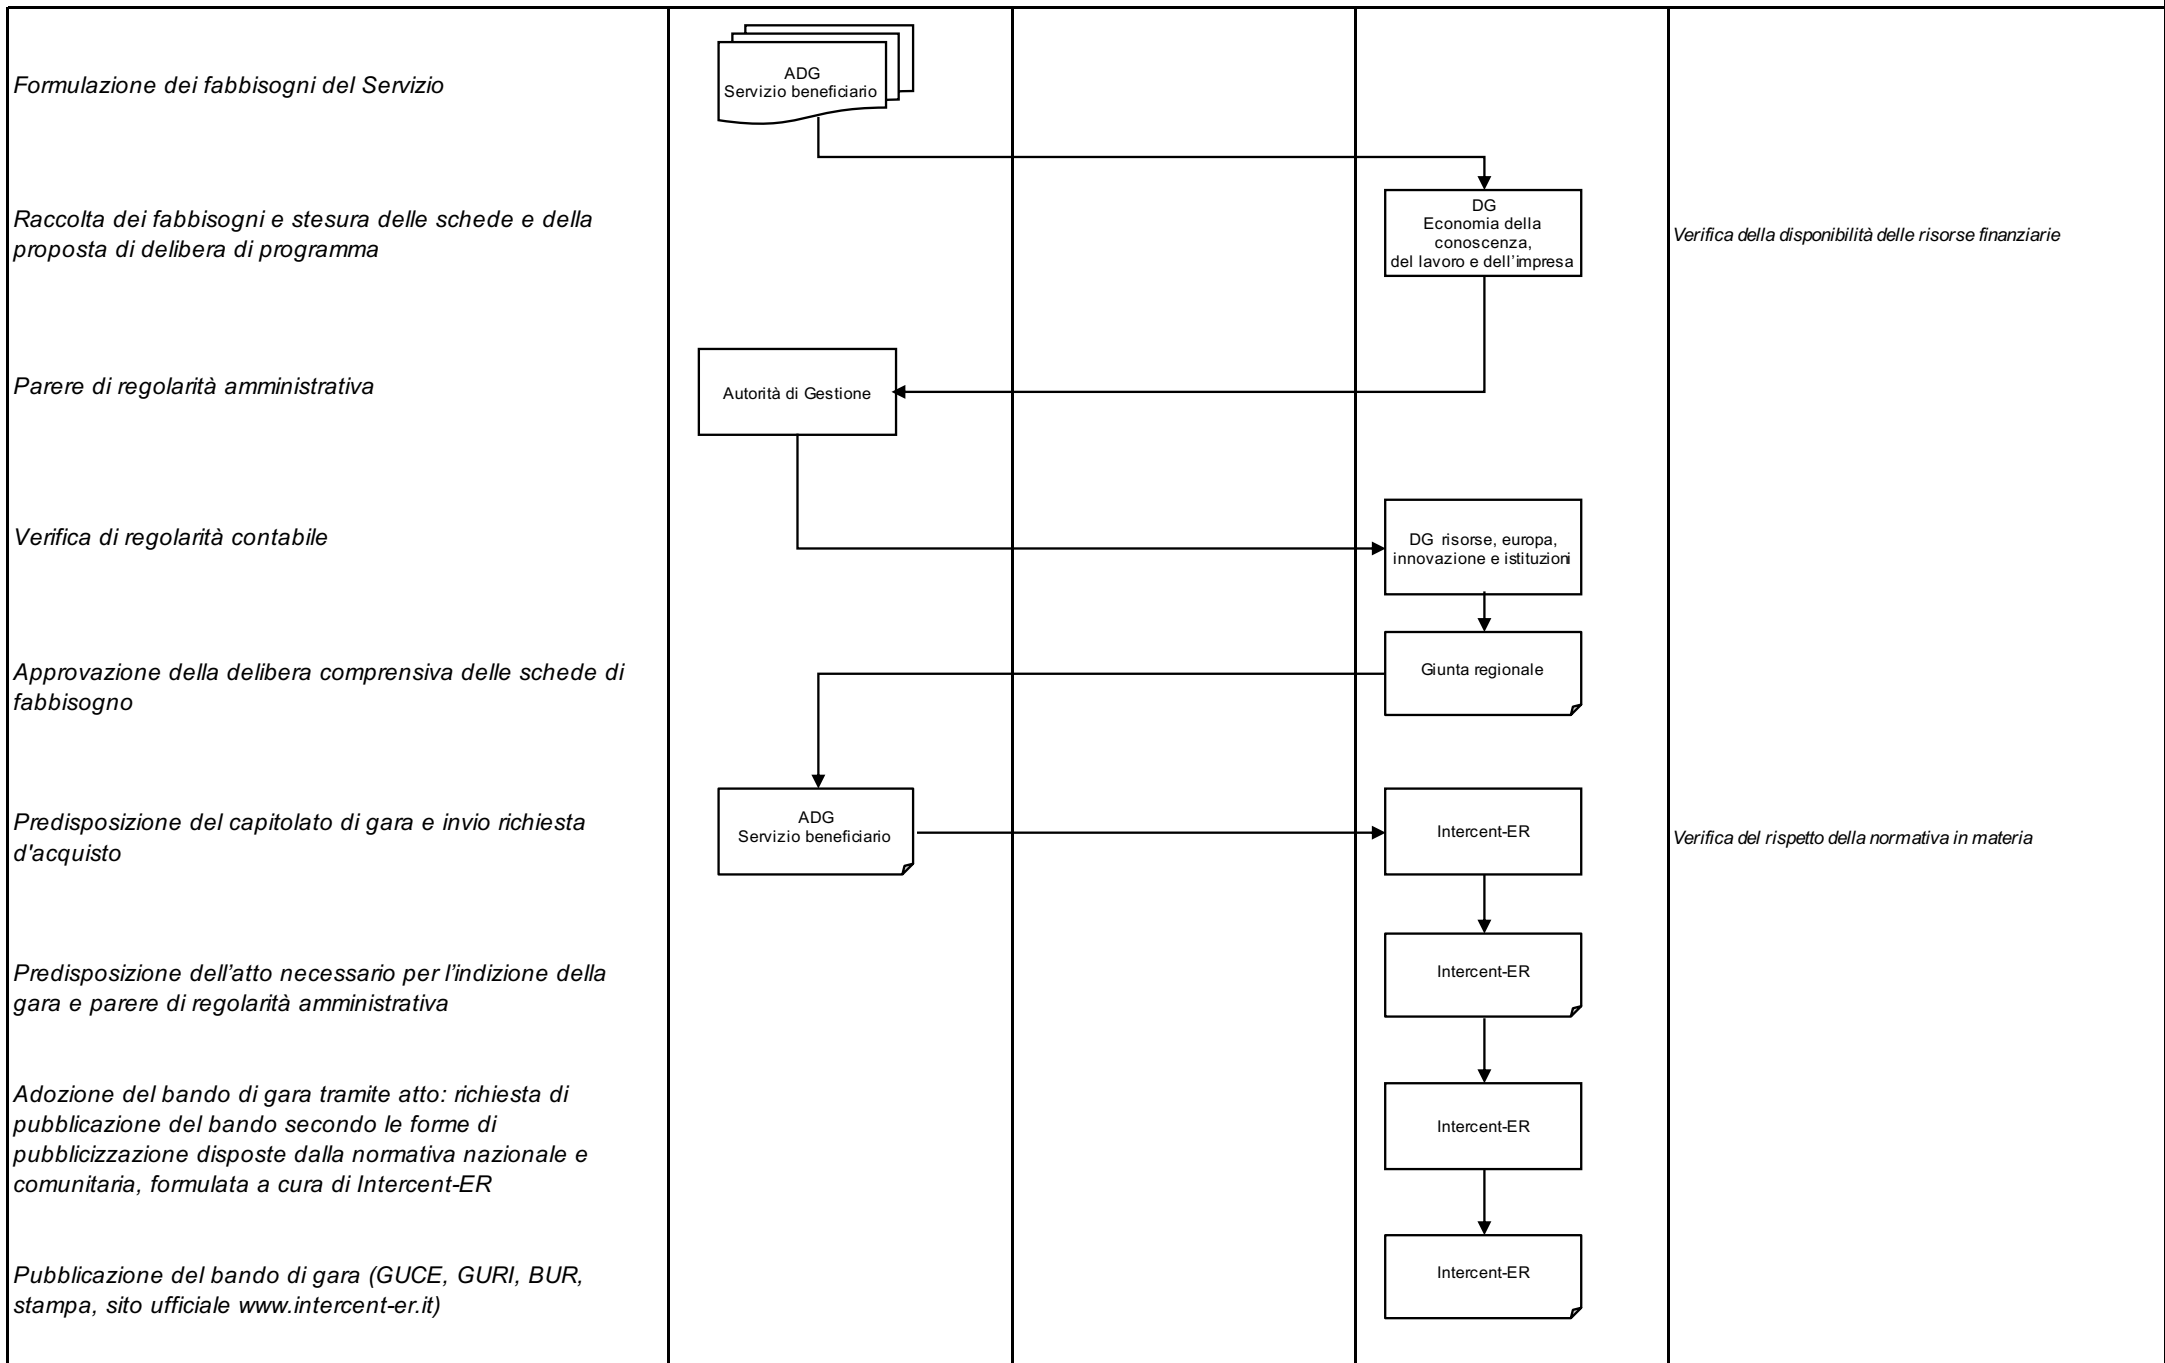 Formulazione dei fabbisogni del Servizio
ADG
Servizio beneficiario
Raccolta dei fabbisogni e stesura delle schede e della
proposta di delibera di programma
DG
Economia della
conoscenza,
del lavoro e dell'impresa
Verifica della disponibilità delle risorse finanziarie
Parere di regolarità amministrativa
Autorità di Gestione
Verifica di regolarità contabile
DG risorse, europa,
innovazione e istituzioni
Approvazione della delibera comprensiva delle schede di
fabbisogno
Giunta regionale
Predisposizione del capitolato di gara e invio richiesta
d'acquisto
ADG
Servizio beneficiario
Intercent-ER
Verifica del rispetto della normativa in materia
Predisposizione dell'atto necessario per l'indizione della
gara e parere di regolarità amministrativa
Intercent-ER
Adozione del bando di gara tramite atto: richiesta di
pubblicazione del bando secondo le forme di
pubblicizzazione disposte dalla normativa nazionale e
comunitaria, formulata a cura di Intercent-ER
Intercent-ER
Pubblicazione del bando di gara (GUCE, GURI, BUR,
stampa, sito ufficiale www.intercent-er.it)
Intercent-ER